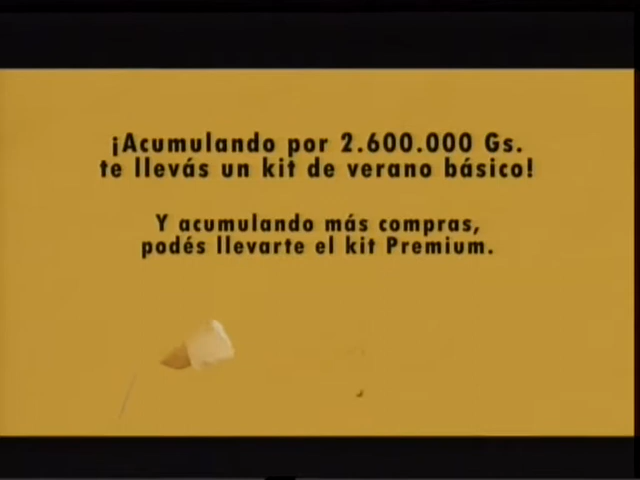 ¡Acumulando por 2.600.000 Gs.
te llevás un kit de verano básico!
Y acumulando más compras,
podés llevarte el kit Premium.